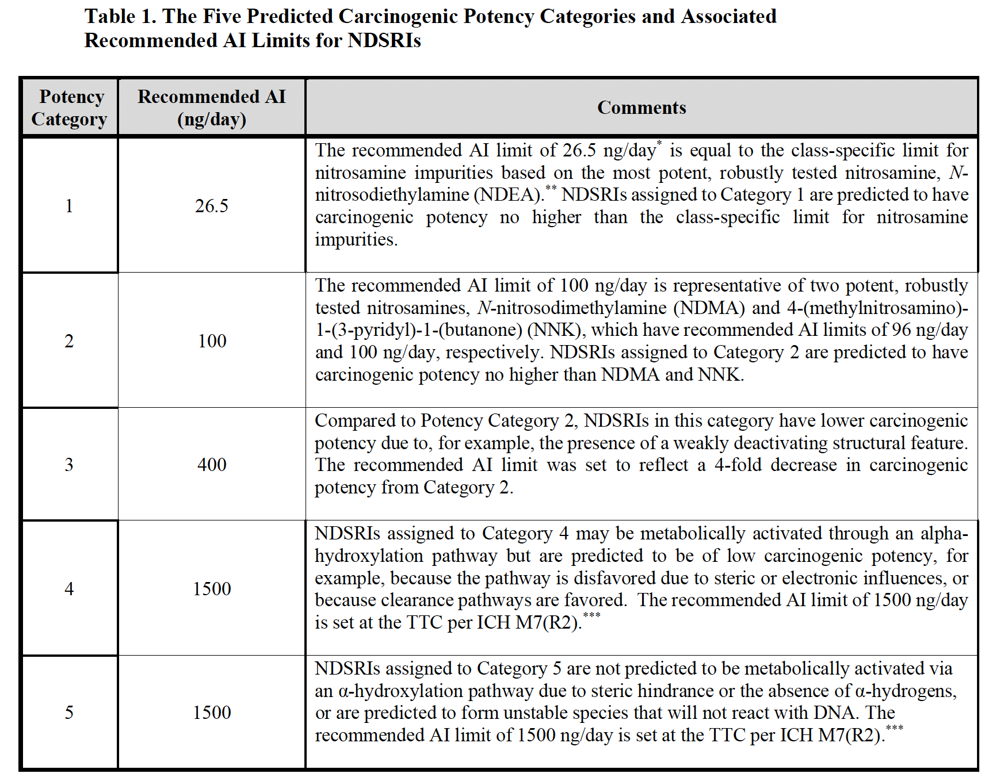 Table 1. The Five Predicted Carcinogenic Potency Categories and Associated
Recommended AI Limits for NDSRIs
Potency
Category
Recommended AI
(ng/day)
Comments
1
26.5
The recommended AI limit of 26.5 ng/day* is equal to the class-specific limit for
nitrosamine impurities based on the most potent, robustly tested nitrosamine, N-
nitrosodiethylamine (NDEA).** NDSRIs assigned to Category 1 are predicted to have
carcinogenic potency no higher than the class-specific limit for nitrosamine
impurities.
2
100
The recommended AI limit of 100 ng/day is representative of two potent, robustly
tested nitrosamines, N-nitrosodimethylamine (NDMA) and 4-(methylnitrosamino)-
1-(3-pyridyl)-1-(butanone) (NNK), which have recommended AI limits of 96 ng/day
and 100 ng/day, respectively. NDSRIs assigned to Category 2 are predicted to have
carcinogenic potency no higher than NDMA and NNK.
3
400
Compared to Potency Category 2, NDSRIs in this category have lower carcinogenic
potency due to, for example, the presence of a weakly deactivating structural feature.
The recommended AI limit was set to reflect a 4-fold decrease in carcinogenic
potency from Category 2.
4
1500
NDSRIs assigned to Category 4 may be metabolically activated through an alpha-
hydroxylation pathway but are predicted to be of low carcinogenic potency, for
example, because the pathway is disfavored due to steric or electronic influences, or
because clearance pathways are favored. The recommended AI limit of 1500 ng/day
is set at the TTC per ICH M7(R2).***
5
1500
NDSRIs assigned to Category 5 are not predicted to be metabolically activated via
an α-hydroxylation pathway due to steric hindrance or the absence of α-hydrogens,
or are predicted to form unstable species that will not react with DNA. The
recommended AI limit of 1500 ng/day is set at the TTC per ICH M7(R2).***